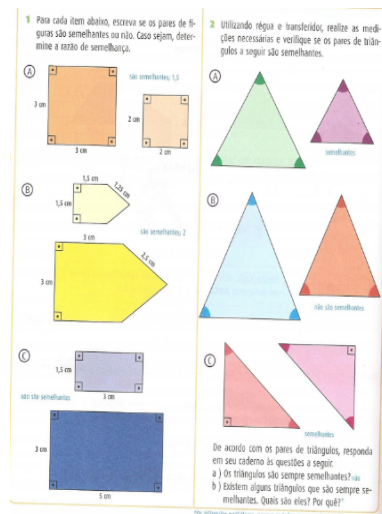 1 Para cada item abaixo, escreva se os pares de fi-
guras são semelhantes ou não. Caso sejam, deter-
mine a razão de semelhança.
A
são semelhantes; 1,5
3 cm
2 cm
3 cm
2 cm
B
1,5 cm
1,25 cm
1,5 cm
são semelhantes; 2
3 cm
2,5 cm
3 cm
C
1,5 cm
3 cm
não são semelhantes
3 cm
5 cm
2 Utilizando régua e transferidor, realize as medi-
ções necessárias e verifique se os pares de triân-
gulos a seguir são semelhantes.
A
semelhantes
B
não são semelhantes
C
semelhantes
De acordo com os pares de triângulos, responda
em seu caderno às questões a seguir.
a ) Os triângulos são sempre semelhantes? não
b ) Existem alguns triângulos que são sempre se-
melhantes. Quais são eles? Por quê?